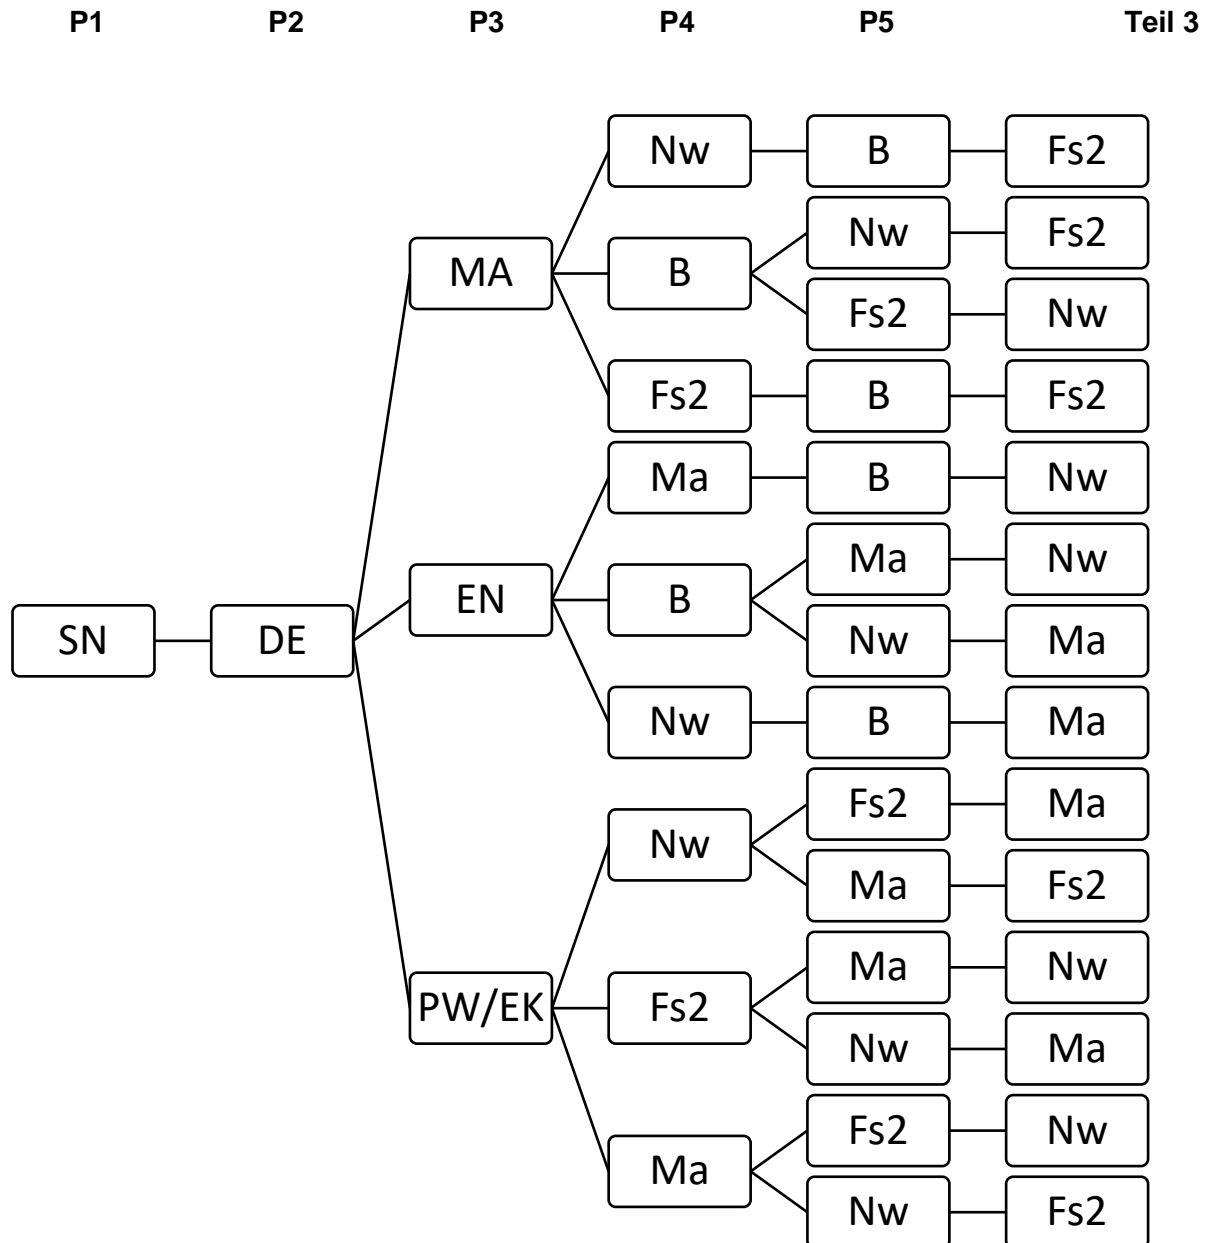 P1 P2 P3 P4 P5 Teil 3
Nw B Fs2
Nw Fs2
MA B
Fs2 Nw
Fs2 B Fs2
Ma B Nw
Ma Nw
EN B
SN DE Nw Ma
Nw B Ma
Fs2 Ma
Nw
Ma Fs2
Ma Nw
PW/EK Fs2
Nw Ma
Fs2 Nw
Ma
Nw Fs2